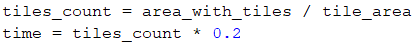 tiles_count = area_with_tiles / tile_area
time = tiles_count * 0.2